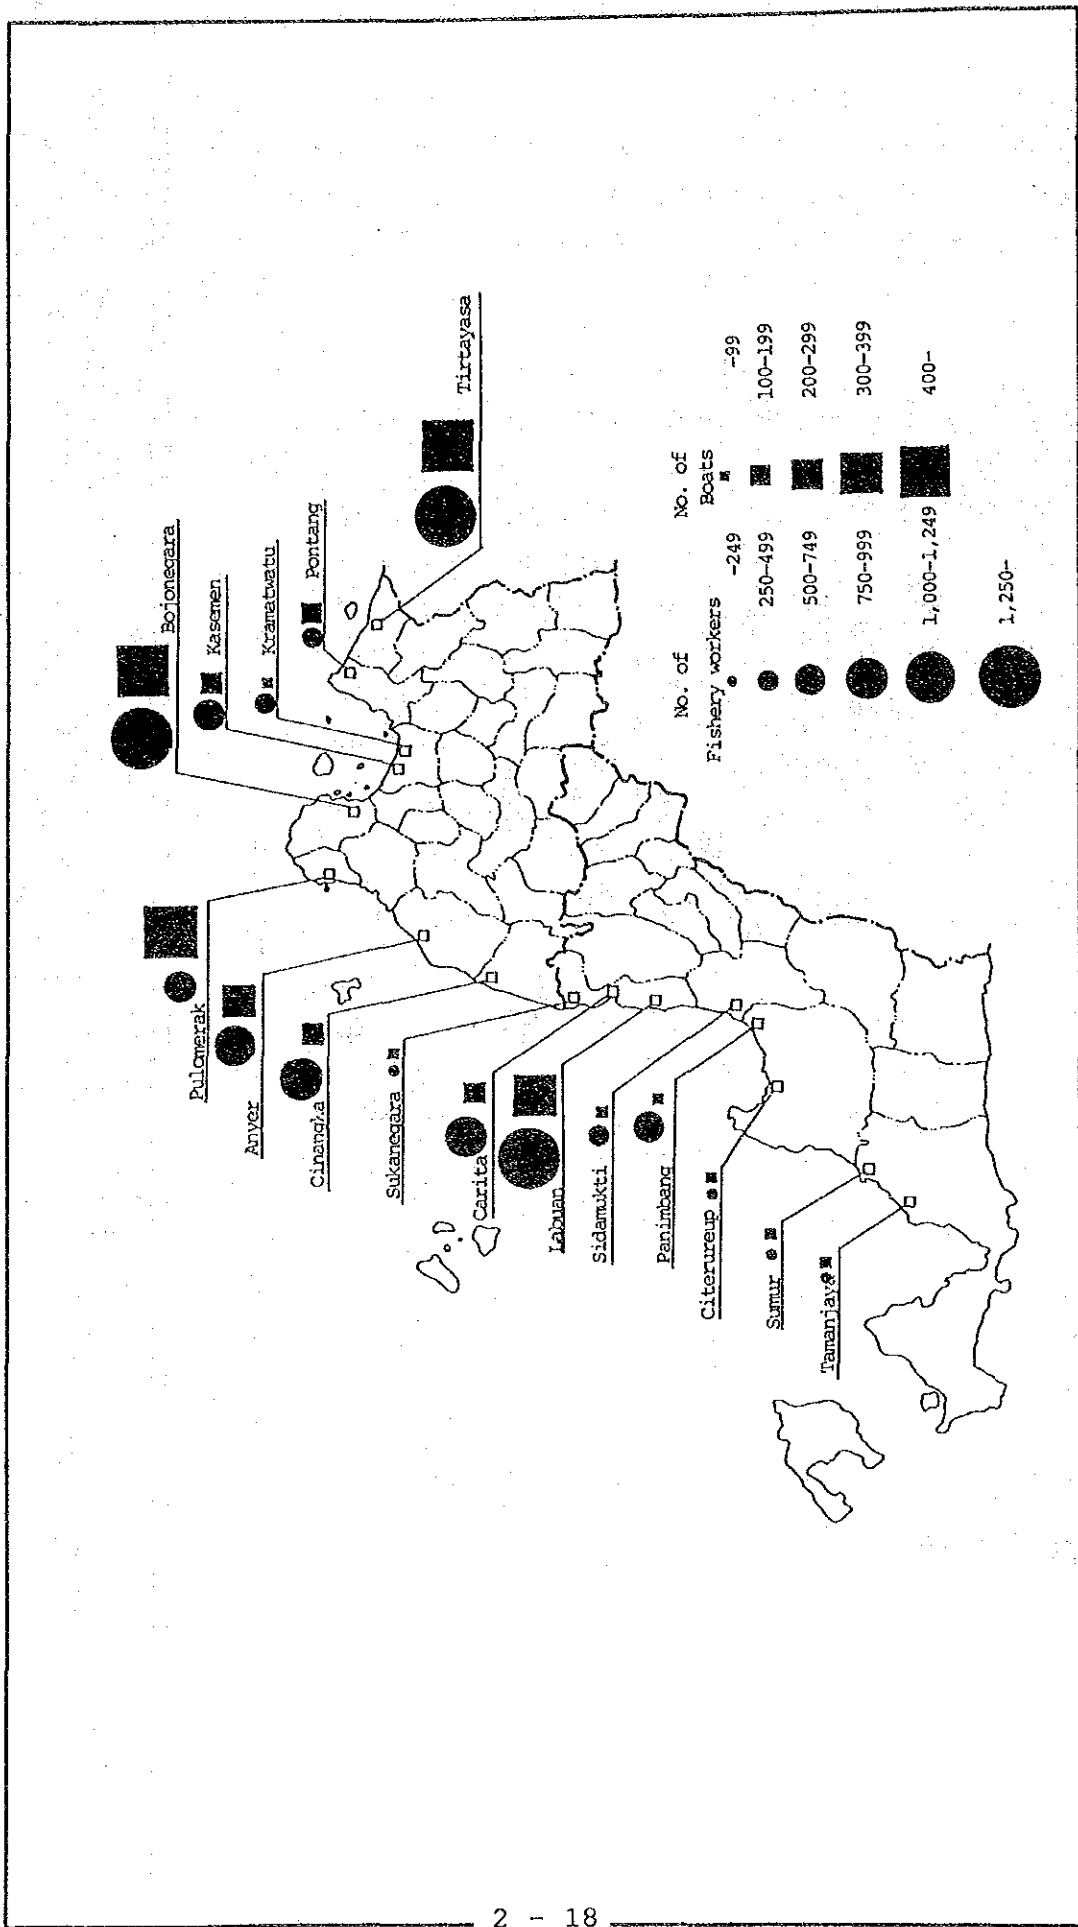 Bojonegara
Kasemen
Kramatwatu
Pontang
Tirtayasa
Pulomerak
Anyer
Cinangka
Sukanegara
Carita
Labuan
Sidamukti
Panimbang
Citerureup
Sumur
Tamanjaya
No. of
Fishery workers
No. of
Boats
-249 -99
250-499 100-199
500-749 200-299
750-999 300-399
1,000-1,249 400-
1,250-
2 - 18